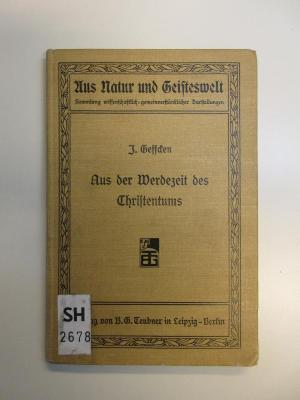 Aus Natur und Geisteswelt
Sammlung wissenschaftlich-gemeinverständlicher Darstellungen
J. Geffcken
Aus der Werdezeit des
Christentums
SH
2678
von B. G. Teubner in Leipzig-Berlin